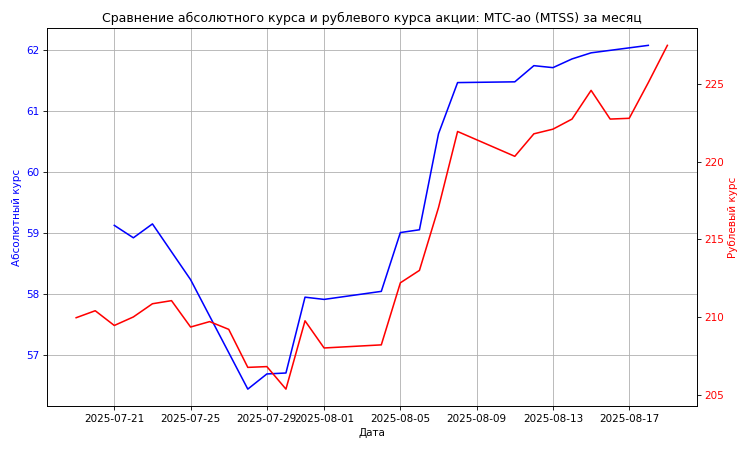 Сравнение абсолютного курса и рублевого курса акции: МТС-ао (MTSS) за месяц
62
61
60
59
58
57
Абсолютный курс
225
220
215
210
205
Рублевый курс
2025-07-21 2025-07-25 2025-07-29 2025-08-01 2025-08-05 2025-08-09 2025-08-13 2025-08-17
Дата